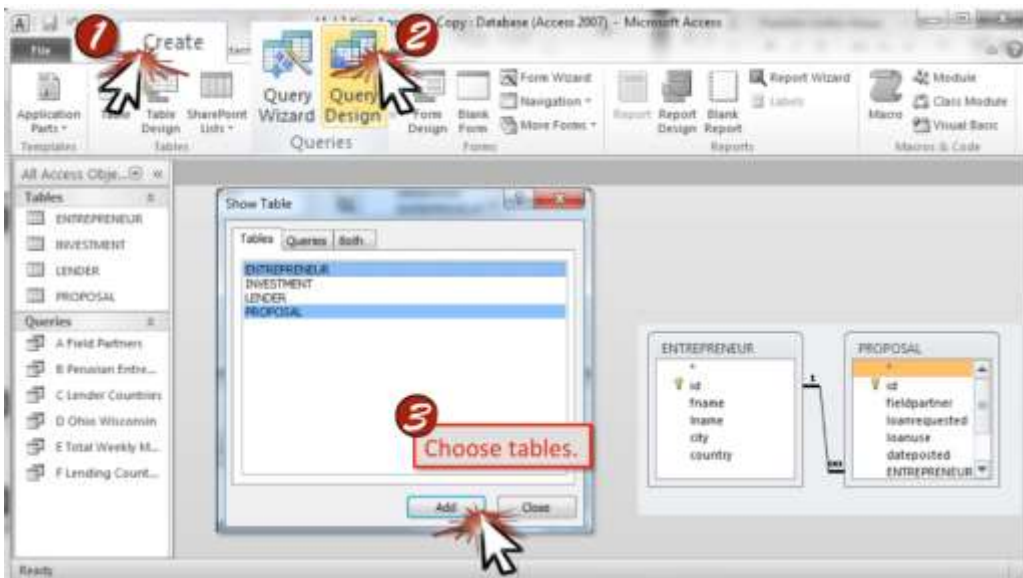 Copy : Database (Access 2007) - Microsoft Access
File
1
Create
2
Application Parts
Table
Table Design
SharePoint Lists
Query Wizard
Query Design
Form Design
Blank Form
Form Wizard
Navigation
More Forms
Report
Report Design
Blank Report
Report Wizard
Labels
Macro
Module
Class Module
Visual Basic
Templates
Tables
Queries
Forms
Reports
Macros & Code
All Access Obje...
Tables
ENTREPRENEUR
INVESTMENT
LENDER
PROPOSAL
Queries
A Field Partners
B Peruvian Entre...
C Lender Countries
D Ohio Wisconsin
E Total Weekly M...
F Lending Count...
Show Table
Tables
Queries
Both
ENTREPRENEUR
INVESTMENT
LENDER
PROPOSAL
3
Choose tables.
Add
Close
ENTREPRENEUR
*
id
fname
lname
city
country
1
PROPOSAL
*
id
fieldpartner
loanrequested
loanuse
dateposted
ENTREPRENEUR
Ready